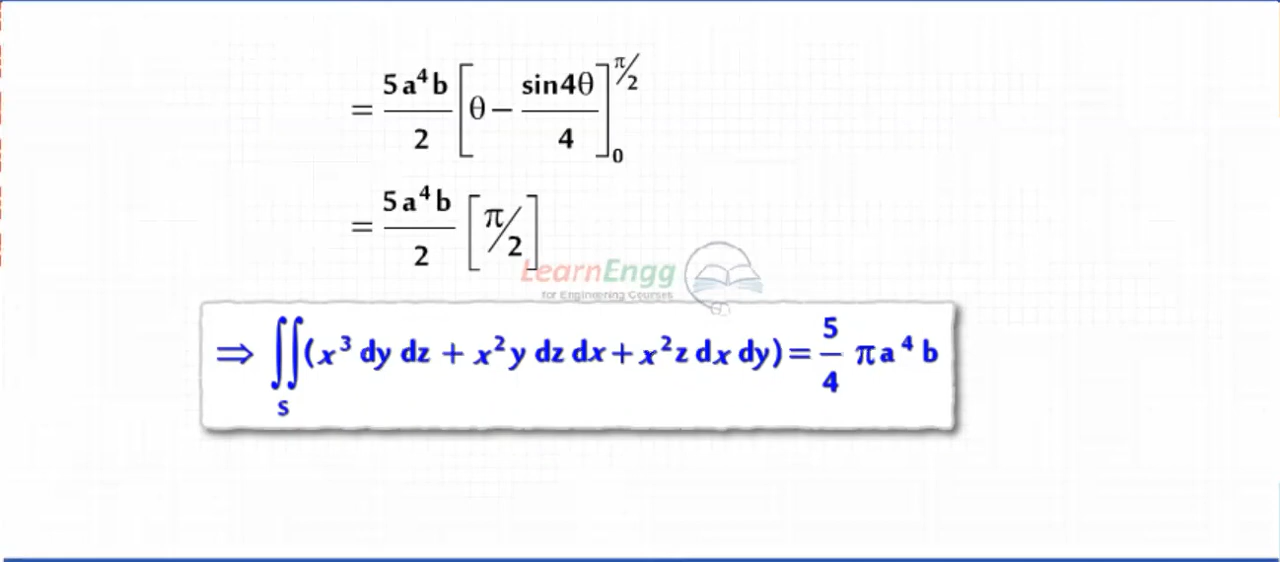 = 5a⁴b/2 [θ − sin4θ/4]₀^π/2
= 5a⁴b/2 [π/2]
LearnEngg
for Engineering Courses
⇒ ∬S (x³ dy dz + x²y dz dx + x²z dx dy) = 5/4 πa⁴b